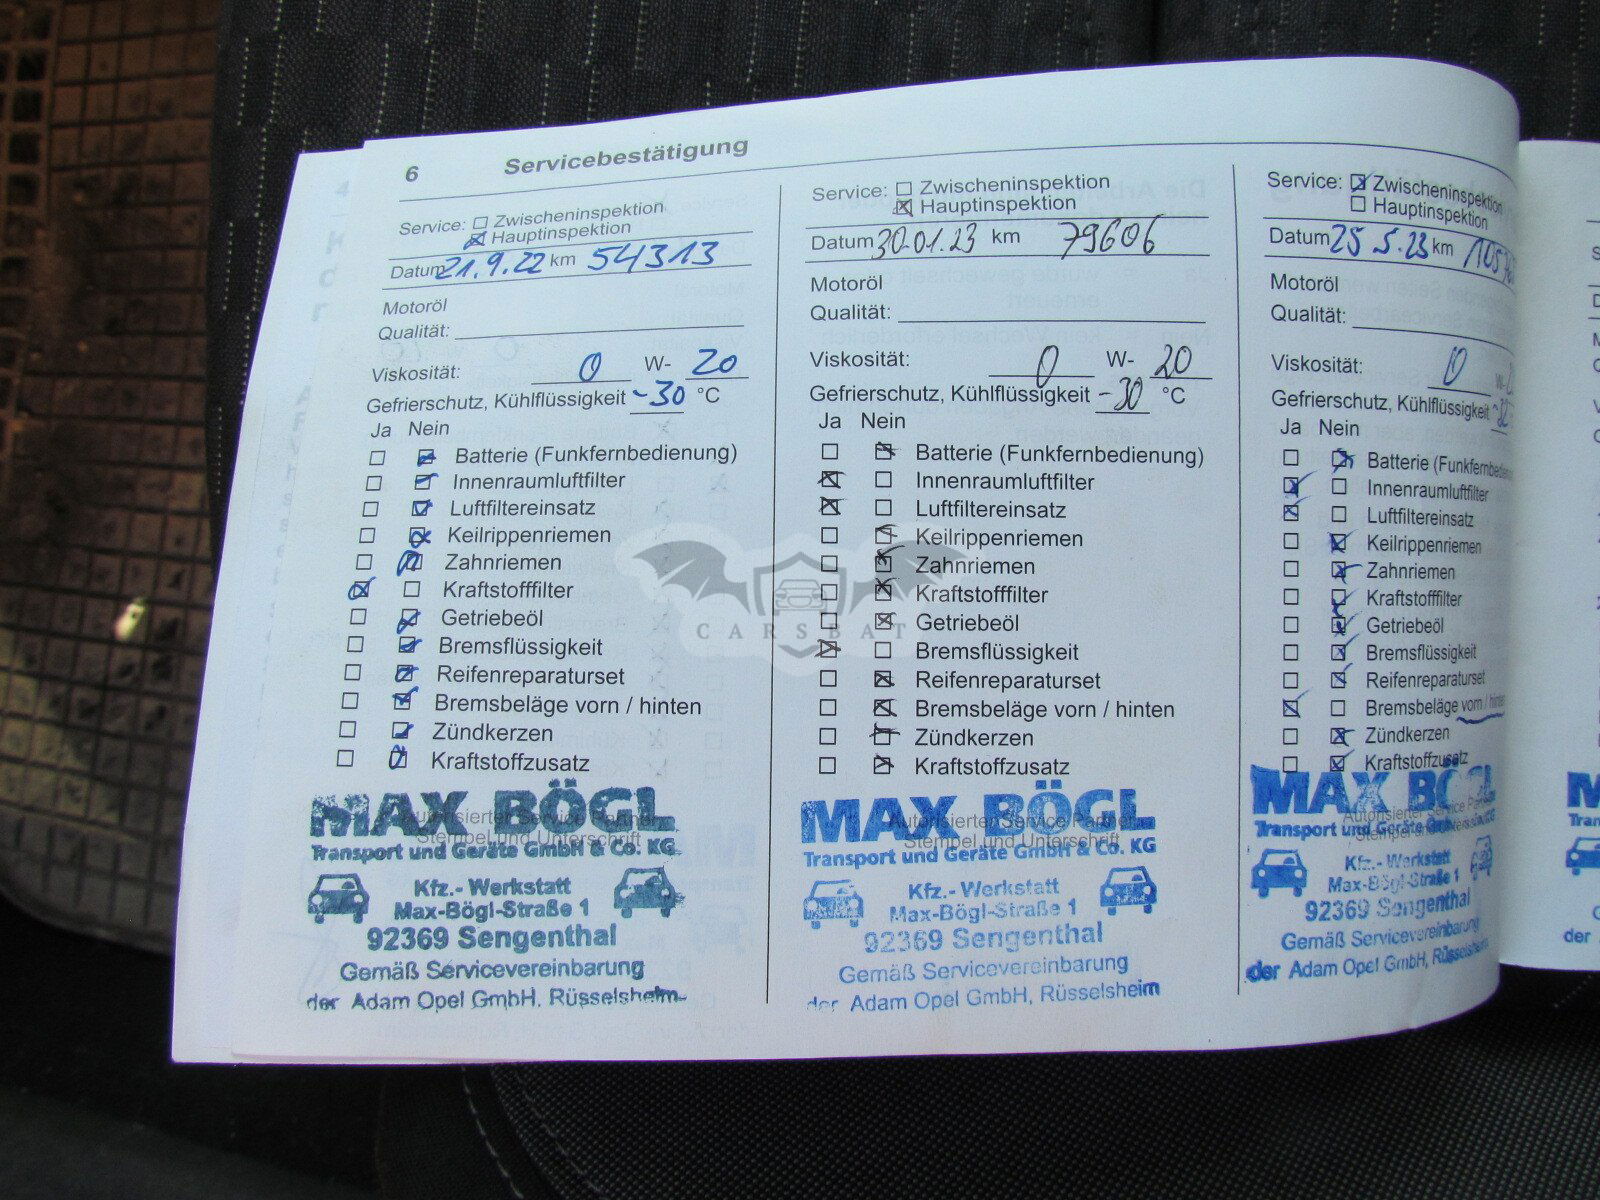 6 Servicebestätigung
Service: Zwischeninspektion
Hauptinspektion
Datum 21.9.22 km 54313
Motoröl
Qualität:
Viskosität: 0 W- 20
Gefrierschutz, Kühlflüssigkeit -30 °C
Ja Nein
Batterie (Funkfernbedienung)
Innenraumluftfilter
Luftfiltereinsatz
Keilrippenriemen
Zahnriemen
Kraftstofffilter
Getriebeöl
Bremsflüssigkeit
Reifenreparaturset
Bremsbeläge vorn / hinten
Zündkerzen
Kraftstoffzusatz
Autorisierter Service Partner
Stempel und Unterschrift
MAX BÖGL
Transport und Geräte GmbH & Co. KG
Kfz.- Werkstatt
Max-Bögl-Straße 1
92369 Sengenthal
Gemäß Servicevereinbarung
der Adam Opel GmbH, Rüsselsheim
Service: Zwischeninspektion
Hauptinspektion
Datum 30.01.23 km 79606
Motoröl
Qualität:
Viskosität: 0 W- 20
Gefrierschutz, Kühlflüssigkeit -30 °C
Ja Nein
Batterie (Funkfernbedienung)
Innenraumluftfilter
Luftfiltereinsatz
Keilrippenriemen
Zahnriemen
Kraftstofffilter
Getriebeöl
Bremsflüssigkeit
Reifenreparaturset
Bremsbeläge vorn / hinten
Zündkerzen
Kraftstoffzusatz
Autorisierter Service Partner
Stempel und Unterschrift
MAX BÖGL
Transport und Geräte GmbH & Co. KG
Kfz.- Werkstatt
Max-Bögl-Straße 1
92369 Sengenthal
Gemäß Servicevereinbarung
der Adam Opel GmbH, Rüsselsheim
Service: Zwischeninspektion
Hauptinspektion
Datum 25.5.23 km
Motoröl
Qualität:
Viskosität: 0 W-
Gefrierschutz, Kühlflüssigkeit
Ja Nein
Batterie
Innenraumluftfilter
Luftfiltereinsatz
Keilrippenriemen
Zahnriemen
Kraftstofffilter
Getriebeöl
Bremsflüssigkeit
Reifenreparaturset
Bremsbeläge vorn / hinten
Zündkerzen
Kraftstoffzusatz
Autorisierter Service
MAX BÖGL
Transport und Geräte
Kfz.- Werkstatt
Max-Bögl-Straße 1
92369 Sengenthal
Gemäß Servicevereinbarung
der Adam Opel GmbH, Rüsselsheim
CARSBAT